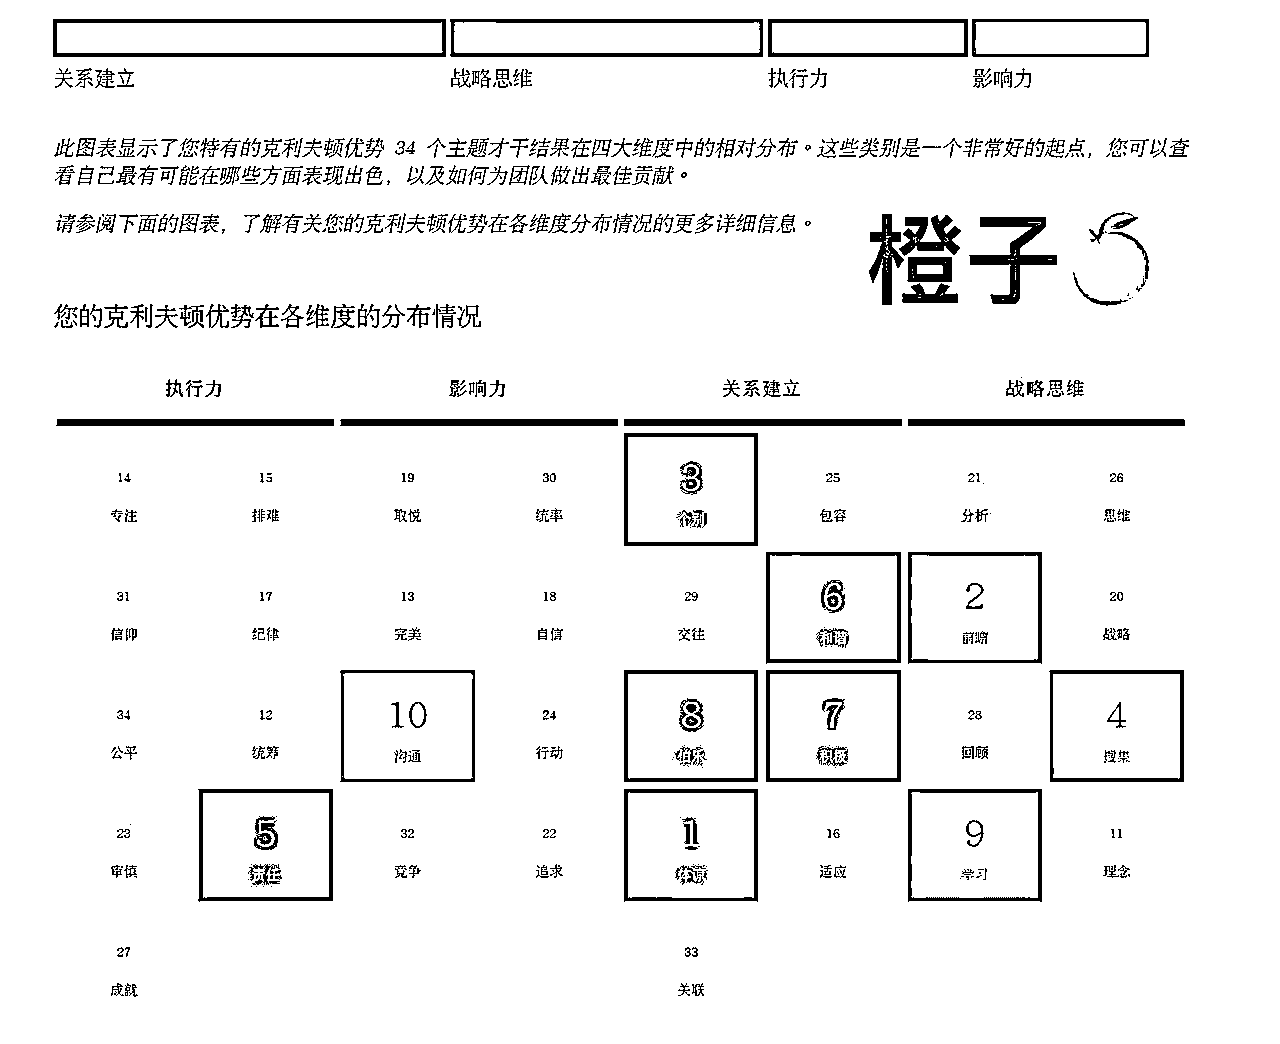 关系建立 战略思维 执行力 影响力
此图表显示了您特有的克利夫顿优势 34 个主题才干结果在四大维度中的相对分布。这些类别是一个非常好的起点，您可以查
看自己最有可能在哪些方面表现出色，以及如何为团队做出最佳贡献。
请参阅下面的图表，了解有关您的克利夫顿优势在各维度分布情况的更多详细信息。
橙子
您的克利夫顿优势在各维度的分布情况
执行力 影响力 关系建立 战略思维
14 15 19 30 3 25 21 26
专注 排难 取悦 统率 个别 包容 分析 思维
31 17 13 18 29 6 2 20
信仰 纪律 完美 自信 交往 和谐 前瞻 战略
34 12 10 24 8 7 28 4
公平 统筹 沟通 行动 伯乐 积极 回顾 搜集
23 5 32 22 1 16 9 11
审慎 责任 竞争 追求 体谅 适应 学习 理念
27 33
成就 关联